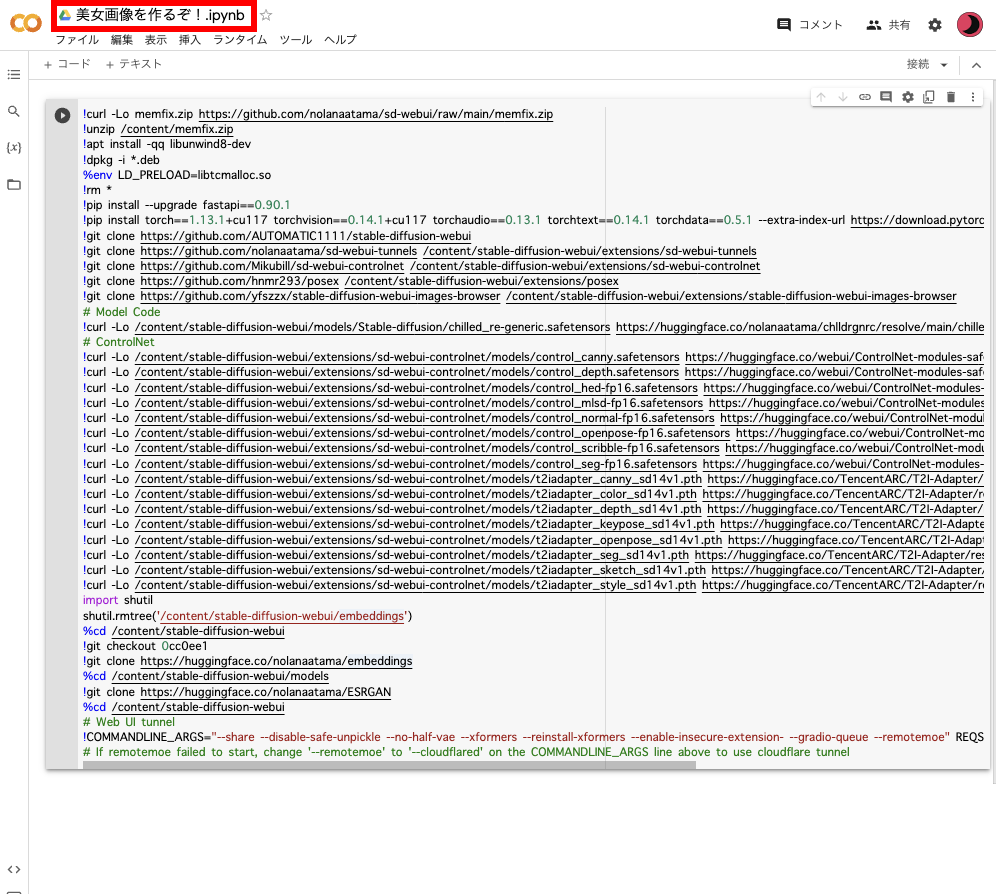 美女画像を作るぞ！.ipynb
コメント
共有
ファイル 編集 表示 挿入 ランタイム ツール ヘルプ
+ コード + テキスト
接続
!curl -Lo memfix.zip https://github.com/nolanaatama/sd-webui/raw/main/memfix.zip
!unzip /content/memfix.zip
!apt install -qq libunwind8-dev
!dpkg -i *.deb
%env LD_PRELOAD=libtcmalloc.so
!rm *
!pip install --upgrade fastapi==0.90.1
!pip install torch==1.13.1+cu117 torchvision==0.14.1+cu117 torchaudio==0.13.1 torchtext==0.14.1 torchdata==0.5.1 --extra-index-url https://download.pytorc
!git clone https://github.com/AUTOMATIC1111/stable-diffusion-webui
!git clone https://github.com/nolanaatama/sd-webui-tunnels /content/stable-diffusion-webui/extensions/sd-webui-tunnels
!git clone https://github.com/Mikubill/sd-webui-controlnet /content/stable-diffusion-webui/extensions/sd-webui-controlnet
!git clone https://github.com/hnmr293/posex /content/stable-diffusion-webui/extensions/posex
!git clone https://github.com/yfszzx/stable-diffusion-webui-images-browser /content/stable-diffusion-webui/extensions/stable-diffusion-webui-images-browser
# Model Code
!curl -Lo /content/stable-diffusion-webui/models/Stable-diffusion/chilled_re-generic.safetensors https://huggingface.co/nolanaatama/chlldrgnrc/resolve/main/chille
# ControlNet
!curl -Lo /content/stable-diffusion-webui/extensions/sd-webui-controlnet/models/control_canny.safetensors https://huggingface.co/webui/ControlNet-modules-saf
!curl -Lo /content/stable-diffusion-webui/extensions/sd-webui-controlnet/models/control_depth.safetensors https://huggingface.co/webui/ControlNet-modules-saf
!curl -Lo /content/stable-diffusion-webui/extensions/sd-webui-controlnet/models/control_hed-fp16.safetensors https://huggingface.co/webui/ControlNet-modules-
!curl -Lo /content/stable-diffusion-webui/extensions/sd-webui-controlnet/models/control_mlsd-fp16.safetensors https://huggingface.co/webui/ControlNet-modules
!curl -Lo /content/stable-diffusion-webui/extensions/sd-webui-controlnet/models/control_normal-fp16.safetensors https://huggingface.co/webui/ControlNet-modul
!curl -Lo /content/stable-diffusion-webui/extensions/sd-webui-controlnet/models/control_openpose-fp16.safetensors https://huggingface.co/webui/ControlNet-mo
!curl -Lo /content/stable-diffusion-webui/extensions/sd-webui-controlnet/models/control_scribble-fp16.safetensors https://huggingface.co/webui/ControlNet-modu
!curl -Lo /content/stable-diffusion-webui/extensions/sd-webui-controlnet/models/control_seg-fp16.safetensors https://huggingface.co/webui/ControlNet-modules-
!curl -Lo /content/stable-diffusion-webui/extensions/sd-webui-controlnet/models/t2iadapter_canny_sd14v1.pth https://huggingface.co/TencentARC/T2I-Adapter/
!curl -Lo /content/stable-diffusion-webui/extensions/sd-webui-controlnet/models/t2iadapter_color_sd14v1.pth https://huggingface.co/TencentARC/T2I-Adapter/r
!curl -Lo /content/stable-diffusion-webui/extensions/sd-webui-controlnet/models/t2iadapter_depth_sd14v1.pth https://huggingface.co/TencentARC/T2I-Adapter/
!curl -Lo /content/stable-diffusion-webui/extensions/sd-webui-controlnet/models/t2iadapter_keypose_sd14v1.pth https://huggingface.co/TencentARC/T2I-Adapte
!curl -Lo /content/stable-diffusion-webui/extensions/sd-webui-controlnet/models/t2iadapter_openpose_sd14v1.pth https://huggingface.co/TencentARC/T2I-Adapt
!curl -Lo /content/stable-diffusion-webui/extensions/sd-webui-controlnet/models/t2iadapter_seg_sd14v1.pth https://huggingface.co/TencentARC/T2I-Adapter/res
!curl -Lo /content/stable-diffusion-webui/extensions/sd-webui-controlnet/models/t2iadapter_sketch_sd14v1.pth https://huggingface.co/TencentARC/T2I-Adapter/
!curl -Lo /content/stable-diffusion-webui/extensions/sd-webui-controlnet/models/t2iadapter_style_sd14v1.pth https://huggingface.co/TencentARC/T2I-Adapter/r
import shutil
shutil.rmtree('/content/stable-diffusion-webui/embeddings')
%cd /content/stable-diffusion-webui
!git checkout 0cc0ee1
!git clone https://huggingface.co/nolanaatama/embeddings
%cd /content/stable-diffusion-webui/models
!git clone https://huggingface.co/nolanaatama/ESRGAN
%cd /content/stable-diffusion-webui
# Web UI tunnel
!COMMANDLINE_ARGS="--share --disable-safe-unpickle --no-half-vae --xformers --reinstall-xformers --enable-insecure-extension- --gradio-queue --remotemoe" REQS
# If remotemoe failed to start, change '--remotemoe' to '--cloudflared' on the COMMANDLINE_ARGS line above to use cloudflare tunnel